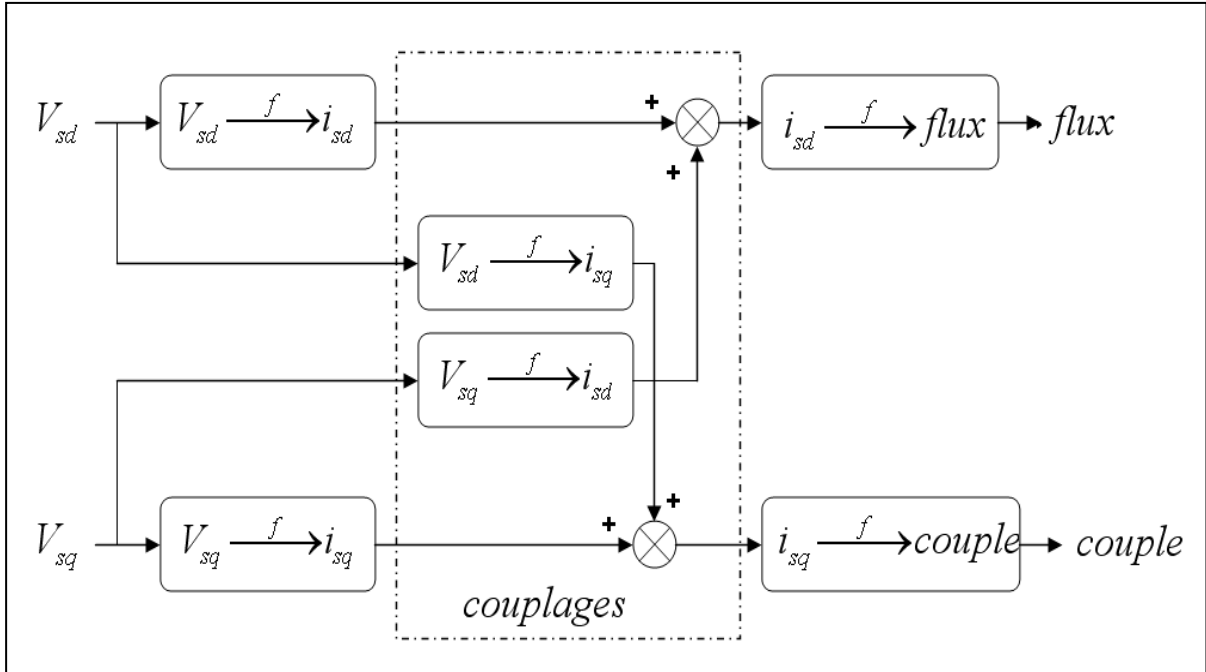 V_sd V_sd —f→ i_sd + i_sd —f→ flux flux
+
V_sd —f→ i_sq
V_sq —f→ i_sd
+
V_sq V_sq —f→ i_sq + i_sq —f→ couple couple
couplages